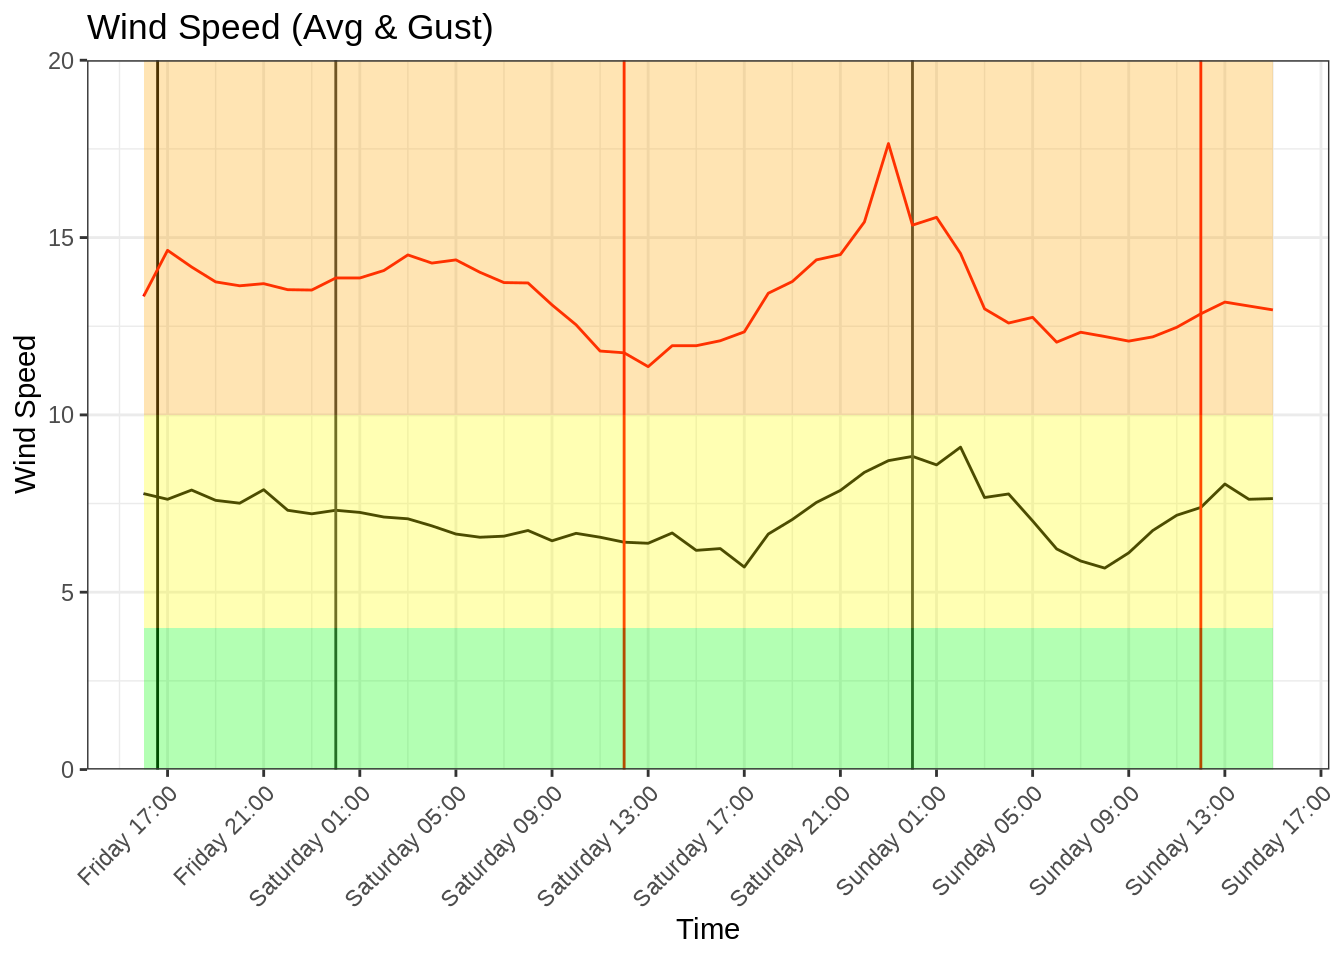 Wind Speed (Avg & Gust)
Wind Speed
20
15
10
5
0
Friday 17:00
Friday 21:00
Saturday 01:00
Saturday 05:00
Saturday 09:00
Saturday 13:00
Saturday 17:00
Saturday 21:00
Sunday 01:00
Sunday 05:00
Sunday 09:00
Sunday 13:00
Sunday 17:00
Time